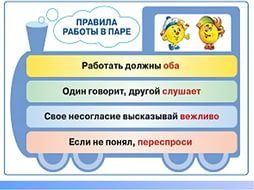 ПРАВИЛА
РАБОТЫ В ПАРЕ
Работать должны оба
Один говорит, другой слушает
Свое несогласие высказывай вежливо
Если не понял, переспроси